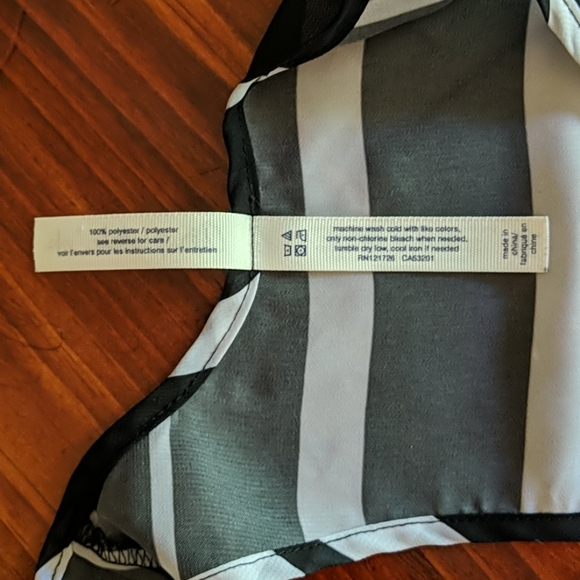 100% polyester / polyester
see reverse for care /
voir l'envers pour les instructions sur l'entretien
machine wash cold with like colors,
only non-chlorine bleach when needed,
tumble dry low, cool iron if needed
RN121726 CA53201
made in
china/
fabriqué en
chine